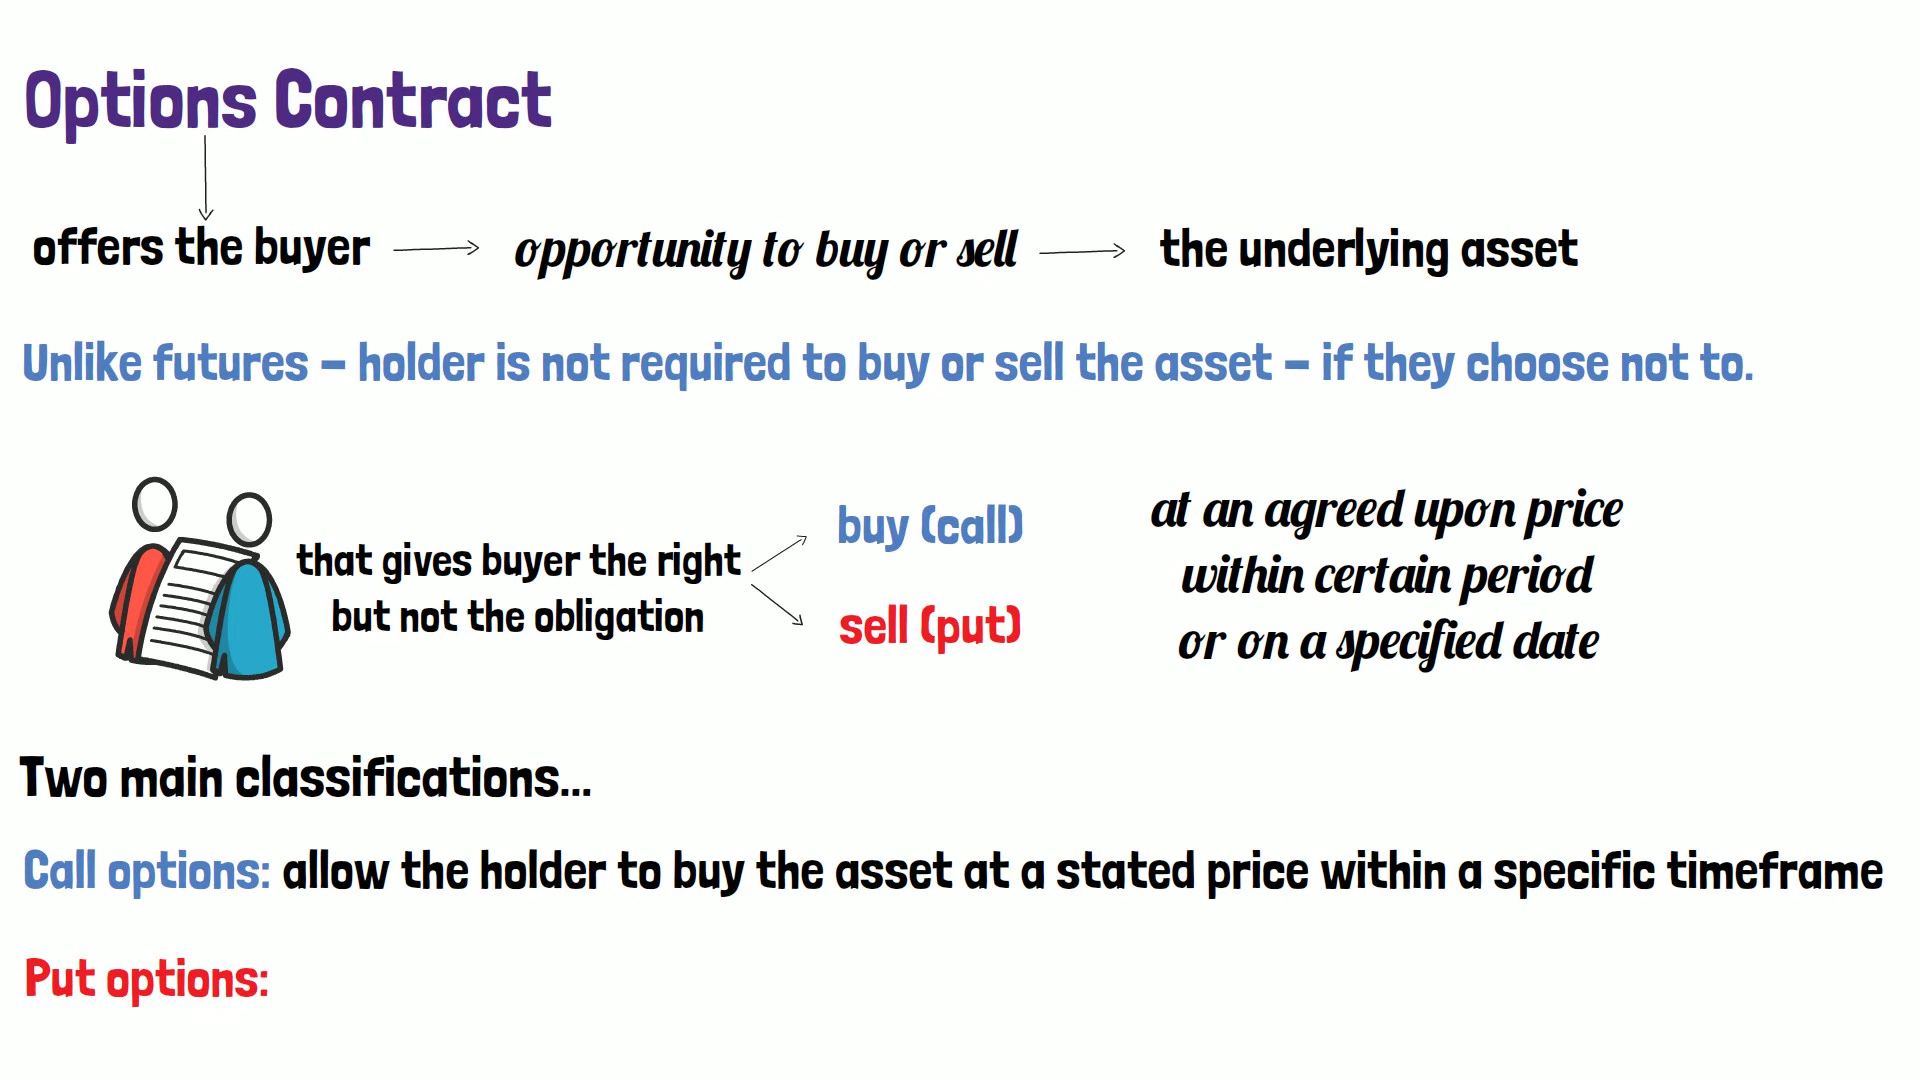 Options Contract
offers the buyer
opportunity to buy or sell
the underlying asset
Unlike futures – holder is not required to buy or sell the asset – if they choose not to.
that gives buyer the right
but not the obligation
buy (call)
sell (put)
at an agreed upon price
within certain period
or on a specified date
Two main classifications...
Call options: allow the holder to buy the asset at a stated price within a specific timeframe
Put options: